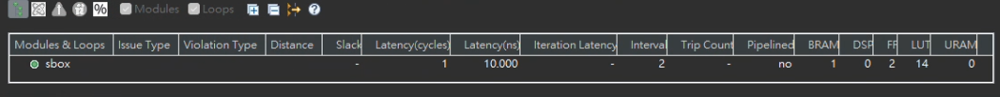 % Modules Loops ?
Modules & Loops Issue Type Violation Type Distance Slack Latency(cycles) Latency(ns) Iteration Latency Interval Trip Count Pipelined BRAM DSP FF LUT URAM
sbox - 1 10.000 - 2 - no 1 0 2 14 0